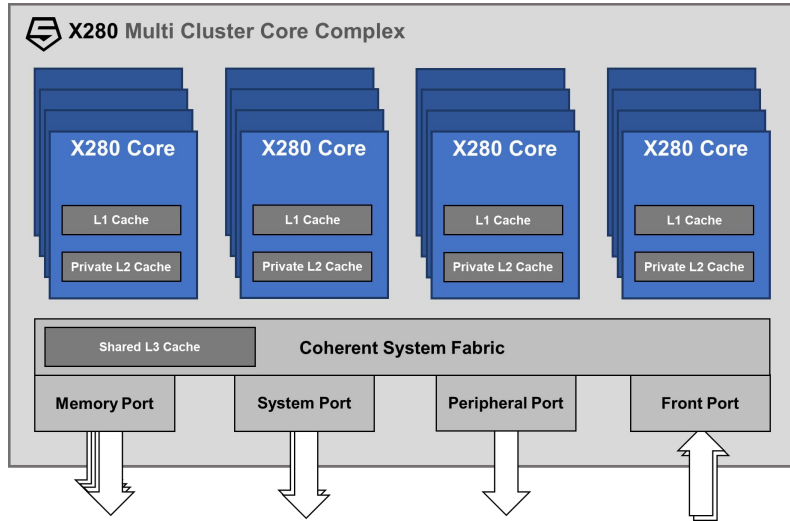 X280 Multi Cluster Core Complex
X280 Core
X280 Core
X280 Core
X280 Core
L1 Cache
L1 Cache
L1 Cache
L1 Cache
Private L2 Cache
Private L2 Cache
Private L2 Cache
Private L2 Cache
Shared L3 Cache
Coherent System Fabric
Memory Port
System Port
Peripheral Port
Front Port